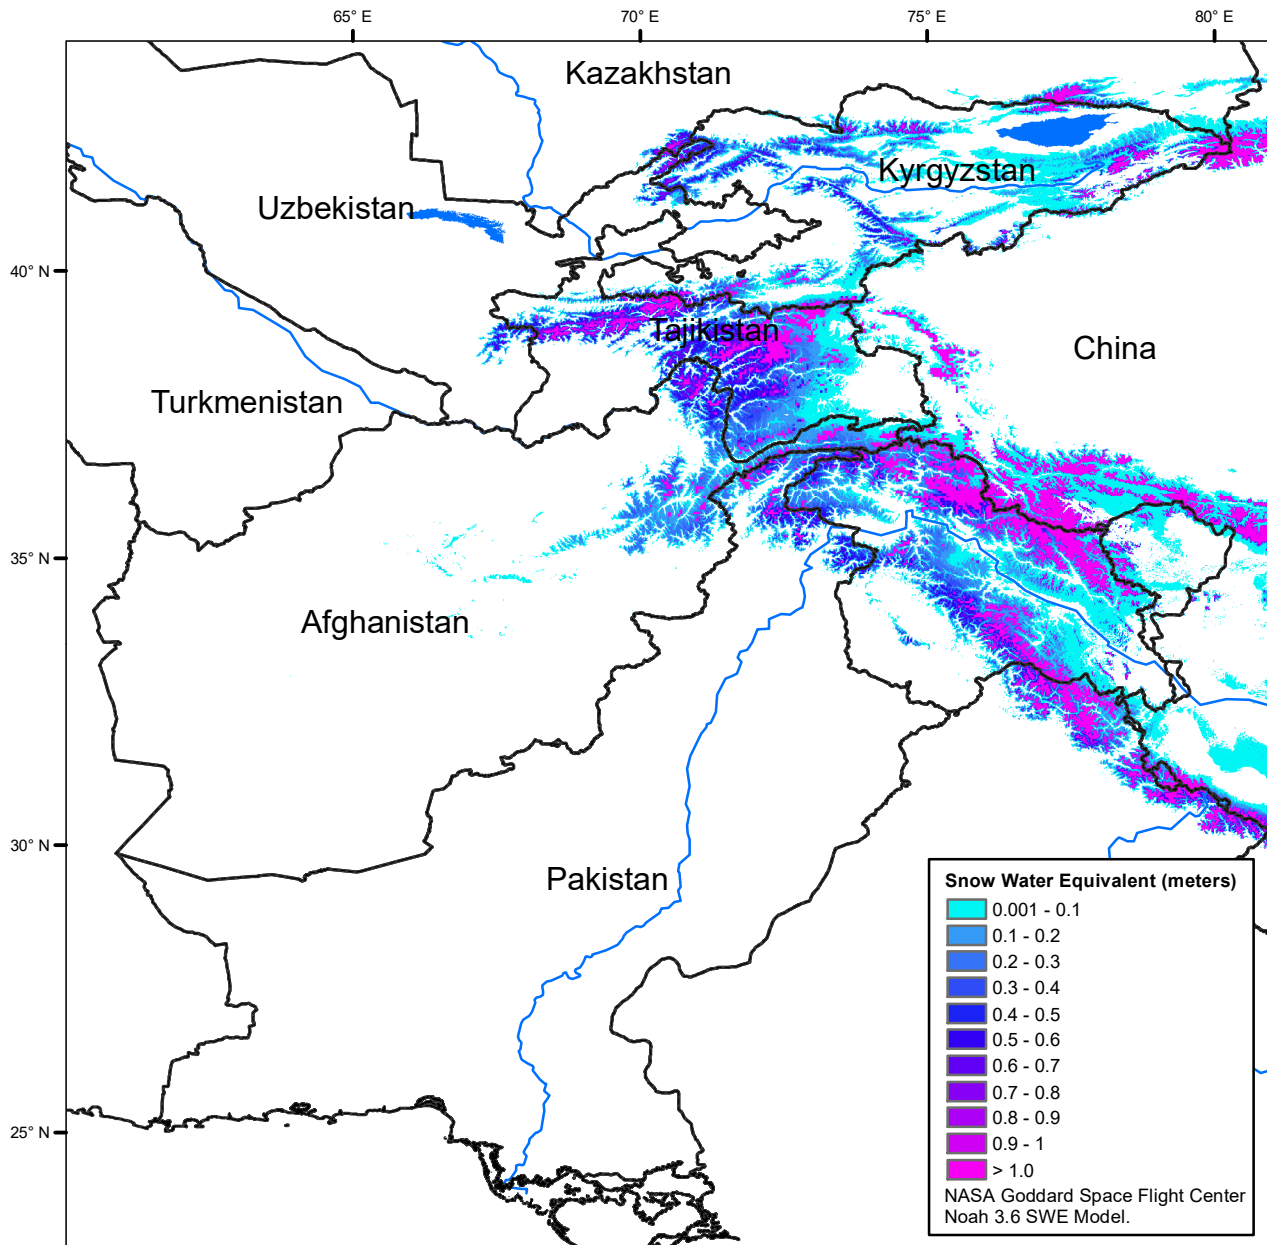 65° E
70° E
75° E
80° E
Kazakhstan
Kyrgyzstan
Uzbekistan
40° N
Tajikistan
China
Turkmenistan
35° N
Afghanistan
30° N
Pakistan
Snow Water Equivalent (meters)
0.001 - 0.1
0.1 - 0.2
0.2 - 0.3
0.3 - 0.4
0.4 - 0.5
0.5 - 0.6
0.6 - 0.7
0.7 - 0.8
0.8 - 0.9
0.9 - 1
> 1.0
25° N
NASA Goddard Space Flight Center
Noah 3.6 SWE Model.